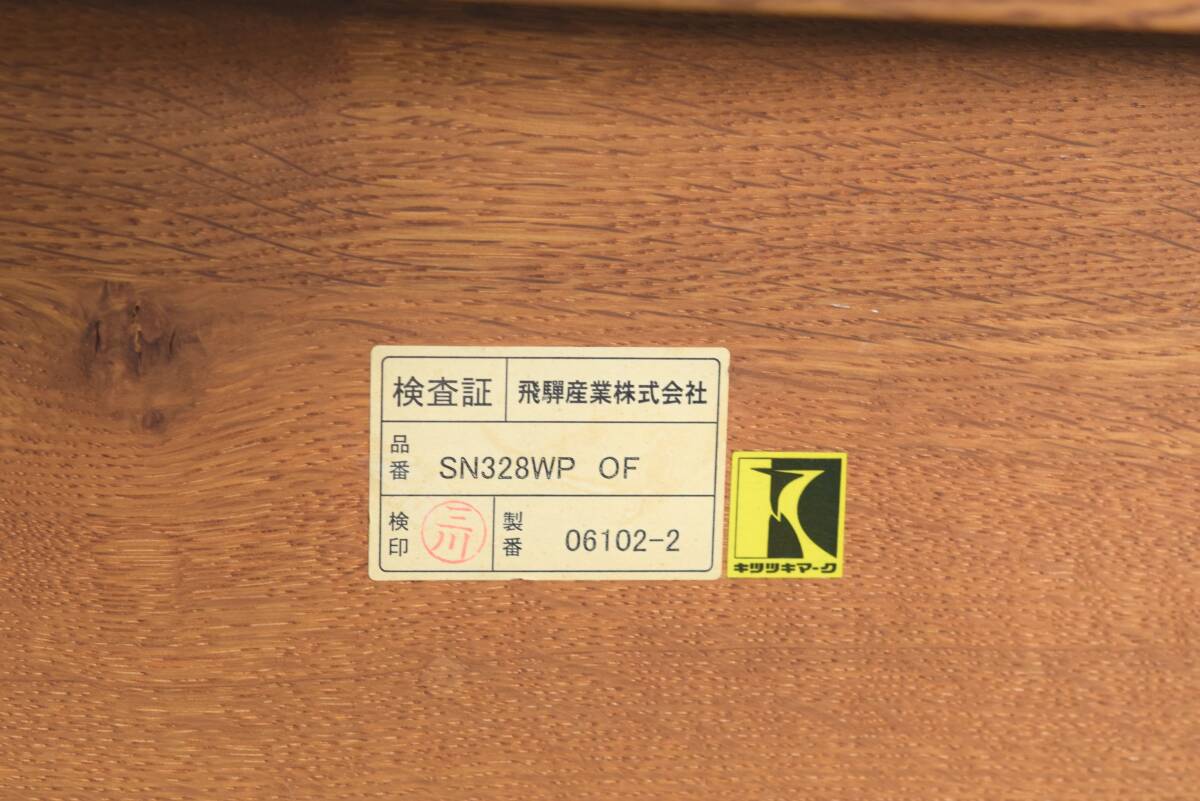 検査証 飛騨産業株式会社
品番 SN328WP OF
検印 三川 製番 06102-2
キツツキマーク